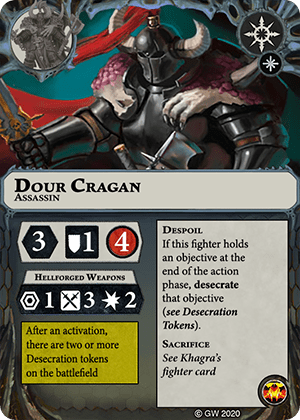 Dour Cragan
Assassin
3 1 4
Hellforged Weapons
1 3 2
After an activation,
there are two or more
Desecration tokens
on the battlefield
Despoil
If this fighter holds
an objective at the
end of the action
phase, desecrate
that objective
(see Desecration
Tokens).
Sacrifice
See Khagra's
fighter card
© GW 2020